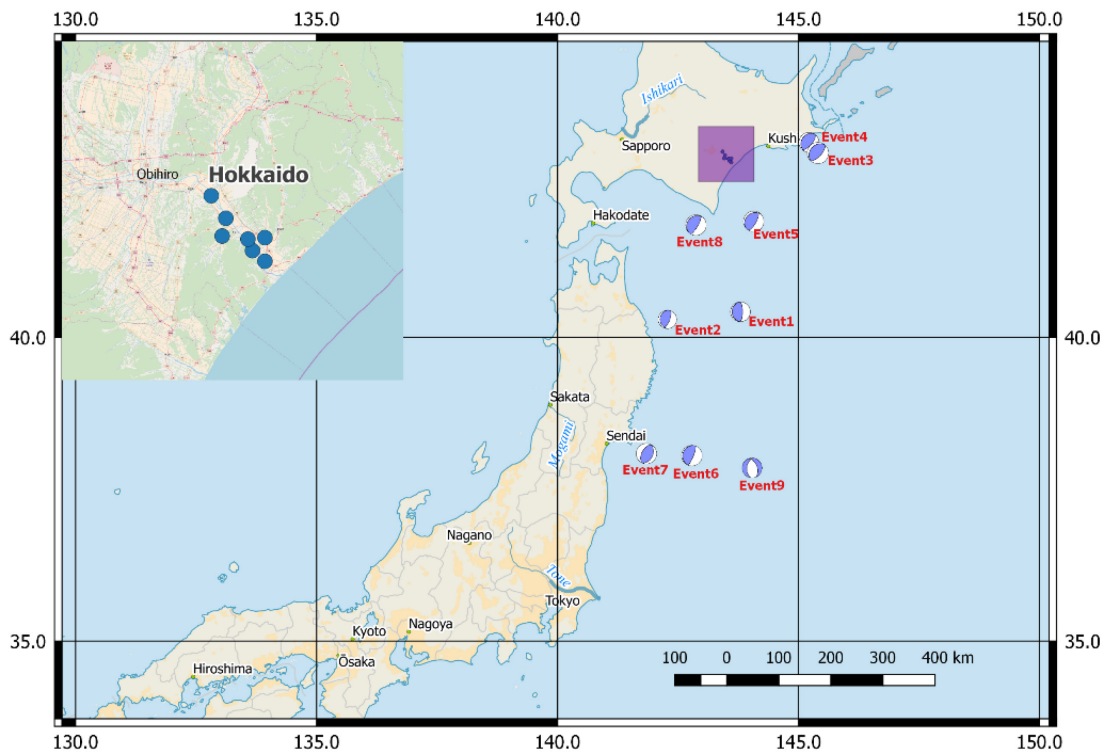 130.0 135.0 140.0 145.0 150.0
Ishikari
Event4
Kush
Sapporo
Event3
Obihiro
Hokkaido
Hakodate
Event5
Event8
Event1
Event2
40.0 40.0
Sakata
Mogami
Sendai
Event7
Event6
Event9
Nagano
Tone
Tokyo
Nagoya
Kyoto
35.0 35.0
Ōsaka
Hiroshima
100 0 100 200 300 400 km
130.0 135.0 140.0 145.0 150.0